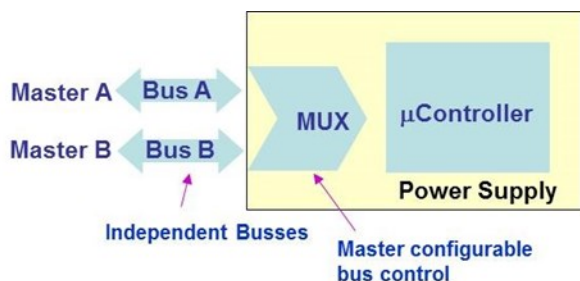 Master A
Bus A
Master B
Bus B
MUX
μController
Power Supply
Independent Busses
Master configurable
bus control